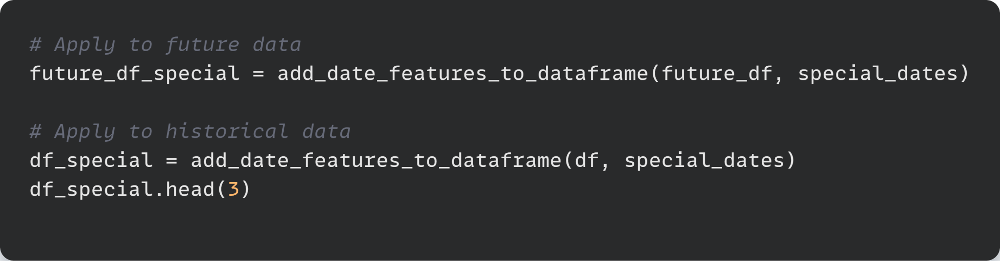 # Apply to future data
future_df_special = add_date_features_to_dataframe(future_df, special_dates)
# Apply to historical data
df_special = add_date_features_to_dataframe(df, special_dates)
df_special.head(3)